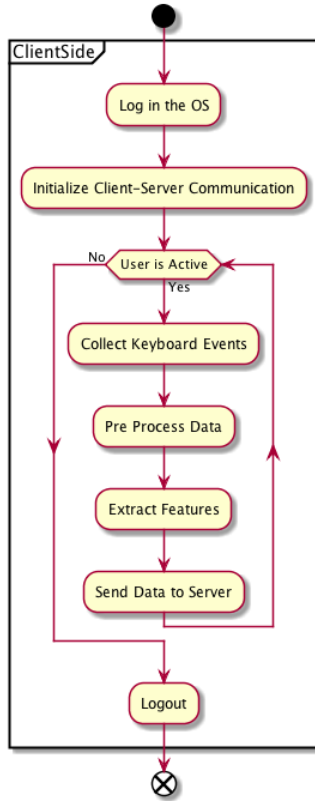 ClientSide
Log in the OS
Initialize Client-Server Communication
No
User is Active
Yes
Collect Keyboard Events
Pre Process Data
Extract Features
Send Data to Server
Logout